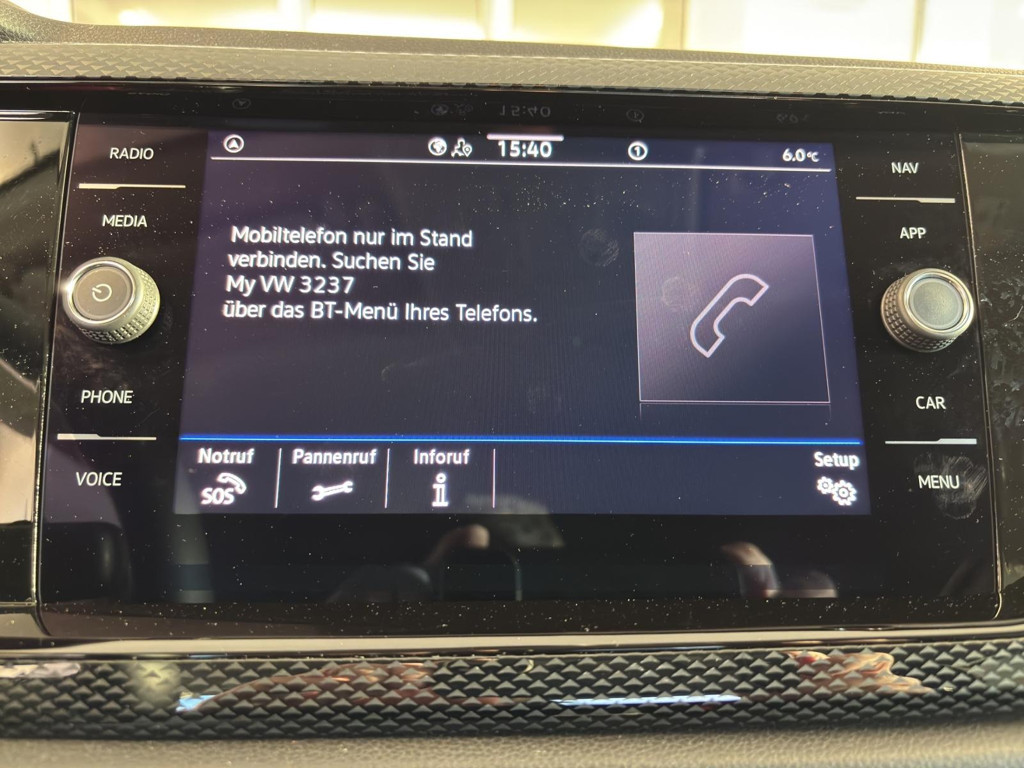 RADIO
MEDIA
PHONE
VOICE
15:40
1
6.0°C
Mobiltelefon nur im Stand
verbinden. Suchen Sie
My VW 3237
über das BT-Menü Ihres Telefons.
Notruf
SOS
Pannenruf
Inforuf
i
Setup
NAV
APP
CAR
MENU